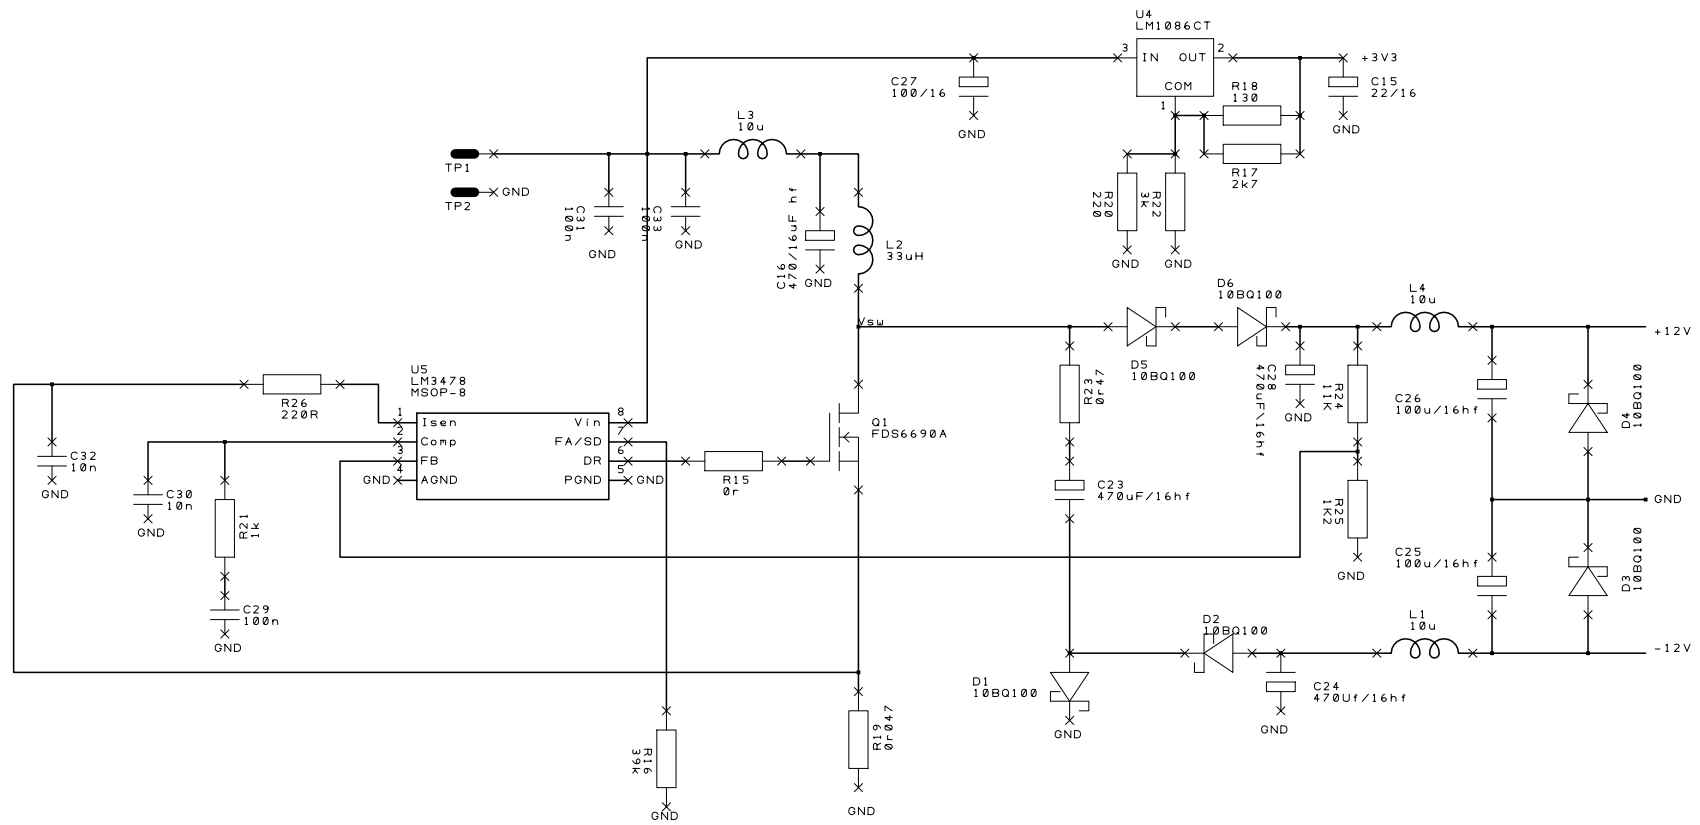 U4
LM1086CT
3
IN
OUT
2
COM
1
+3V3
C27
100/16
GND
R18
130
C15
22/16
GND
R17
2k7
L3
10u
TP1
TP2
GND
C31
100n
GND
C33
100n
GND
C16
470/16uF hf
GND
L2
33uH
R20
220
GND
R22
3k
GND
Vsw
D6
10BQ100
L4
10u
+12V
D5
10BQ100
R23
0r47
C28
470uF/16hf
GND
R24
11K
C26
100u/16hf
D4
10BQ100
U5
LM3478
MSOP-8
R26
220R
1
Isen
Vin
8
2
Comp
FA/SD
7
3
FB
DR
6
GND
4
AGND
PGND
5
GND
Q1
FDS6690A
R15
0r
C32
10n
GND
C30
10n
GND
R21
1k
C29
100n
GND
C23
470uF/16hf
R25
1K2
GND
GND
C25
100u/16hf
D3
10BQ100
D2
10BQ100
L1
10u
-12V
D1
10BQ100
GND
C24
470Uf/16hf
GND
R16
39k
GND
R19
0r047
GND